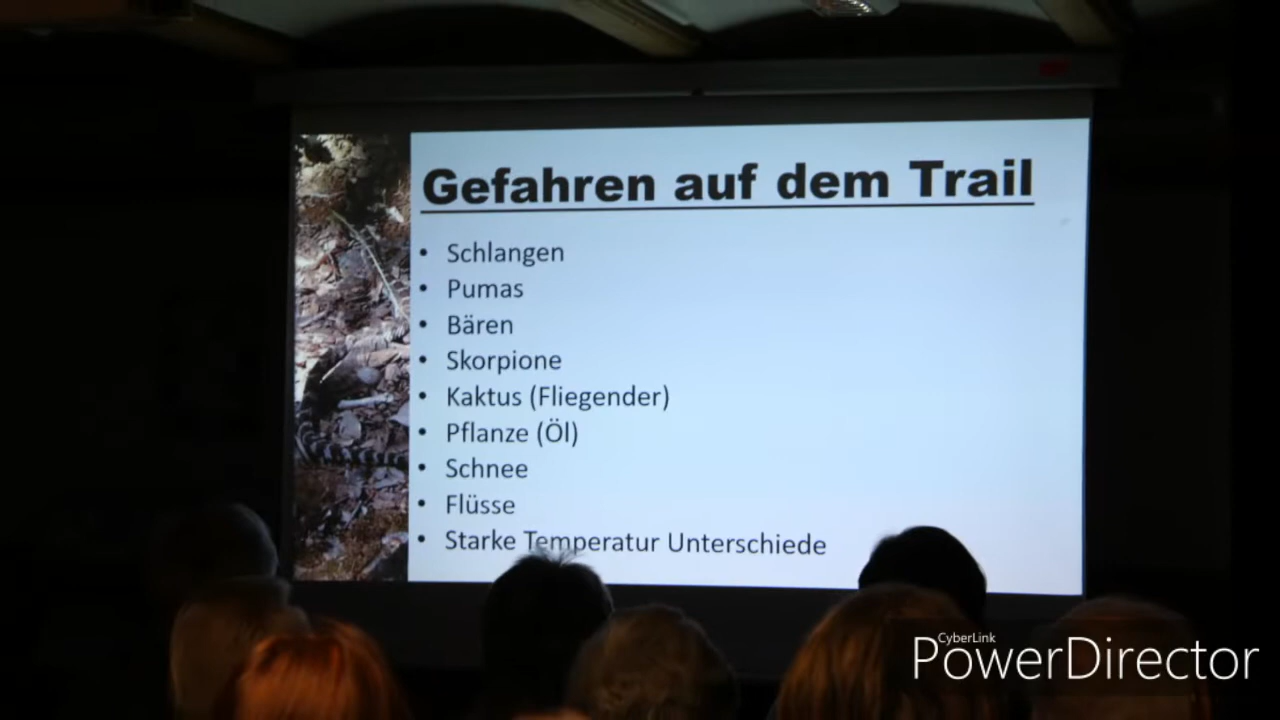 Gefahren auf dem Trail
• Schlangen
• Pumas
• Bären
• Skorpione
• Kaktus (Fliegender)
• Pflanze (Öl)
• Schnee
• Flüsse
• Starke Temperatur Unterschiede
CyberLink
PowerDirector